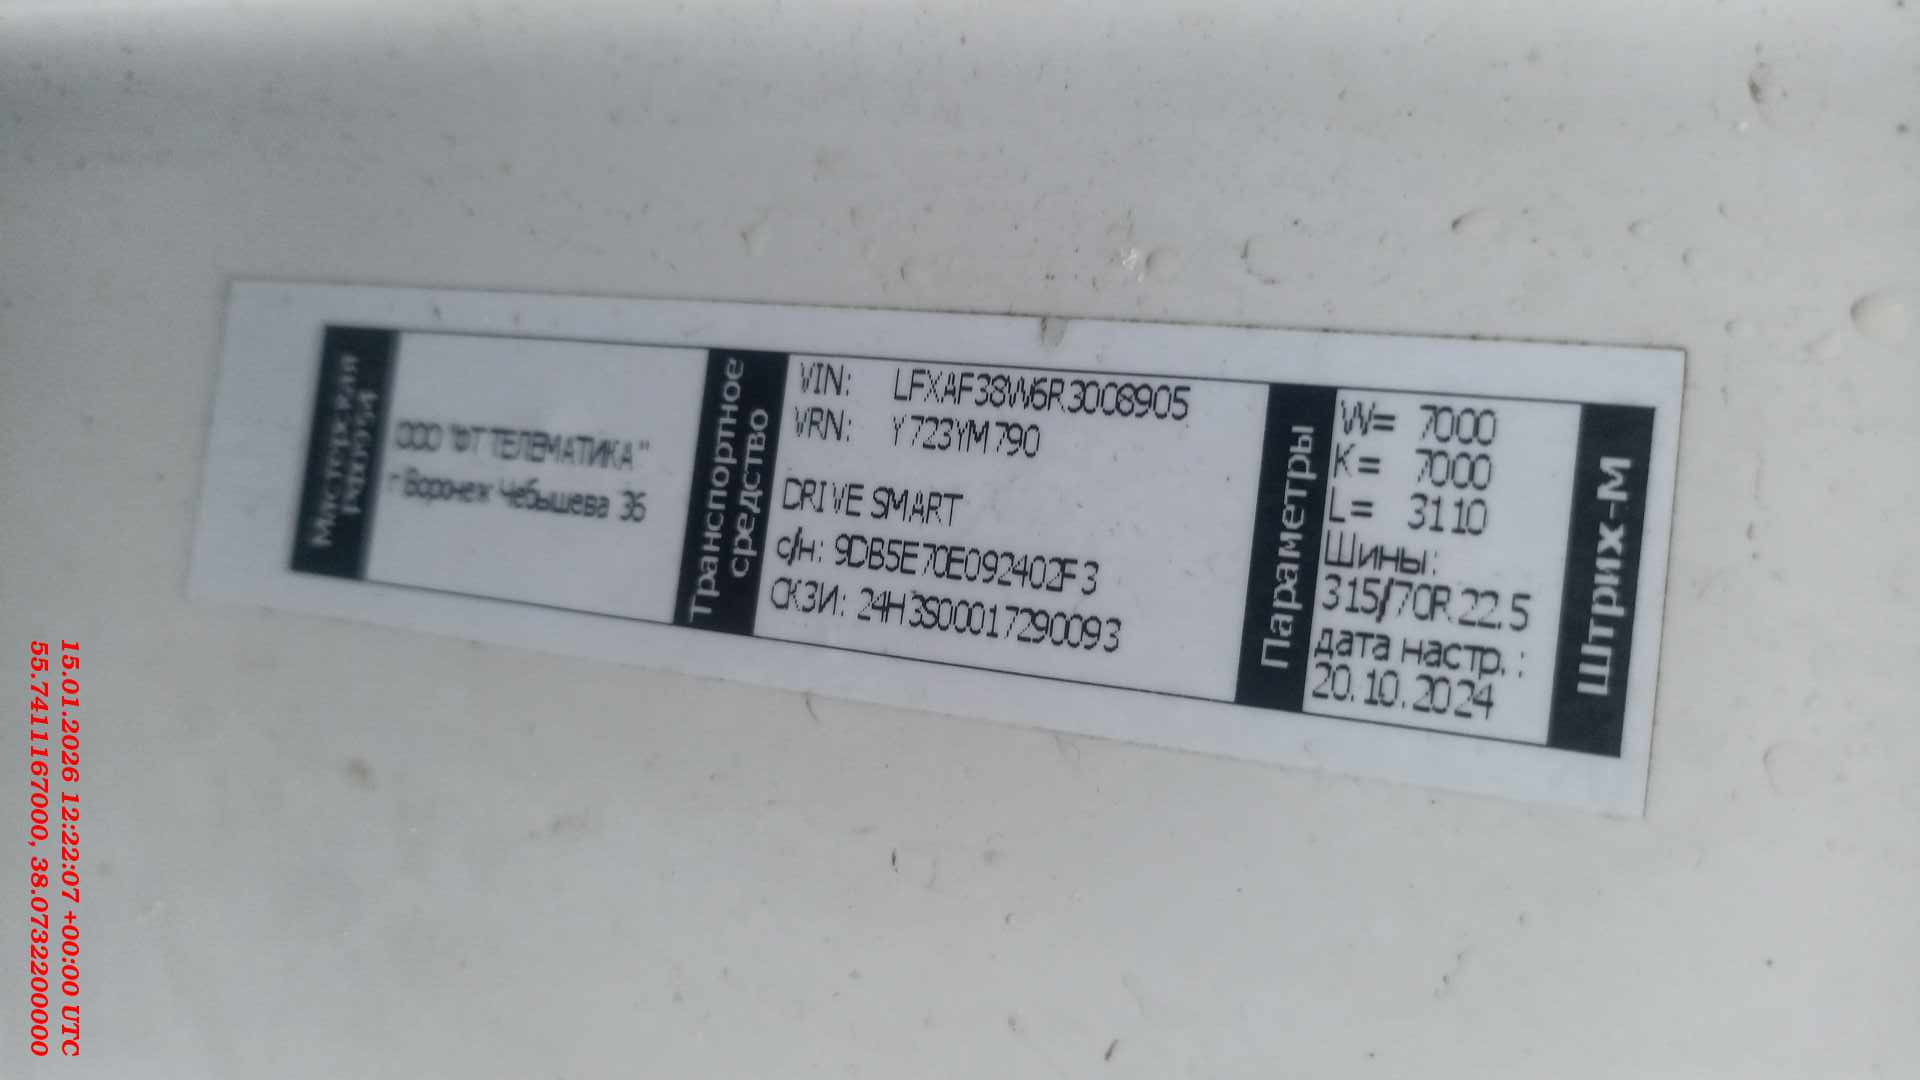 Мастерская
ООО "ФТ ТЕЛЕМАТИКА"
г Воронеж Чебышева 36
Транспортное
средство
VIN: LFXAF38W6R3008905
VRN: Y723YM790
DRIVE SMART
с/н: 9DB5E70E092402F3
СКЗИ: 24H3S00017290093
Параметры
W= 7000
K= 7000
L= 3110
Шины:
315/70R22.5
дата настр.:
20.10.2024
Штрих-М
15.01.2026 12:22:07 +00:00 UTC
55.7411167000, 38.0732200000